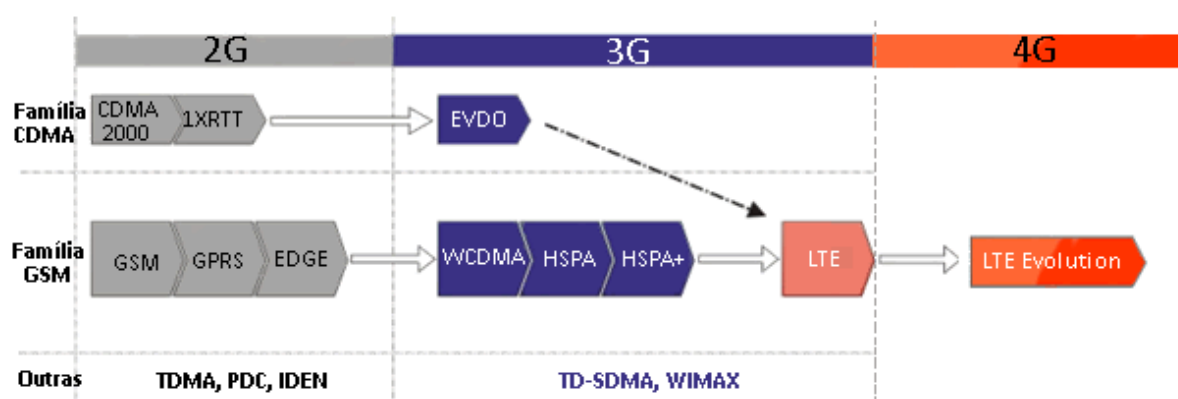 2G 3G 4G
Família CDMA
CDMA 2000 1XRTT EVDO
Família GSM
GSM GPRS EDGE WCDMA HSPA HSPA+ LTE LTE Evolution
Outras TDMA, PDC, IDEN TD-SDMA, WIMAX